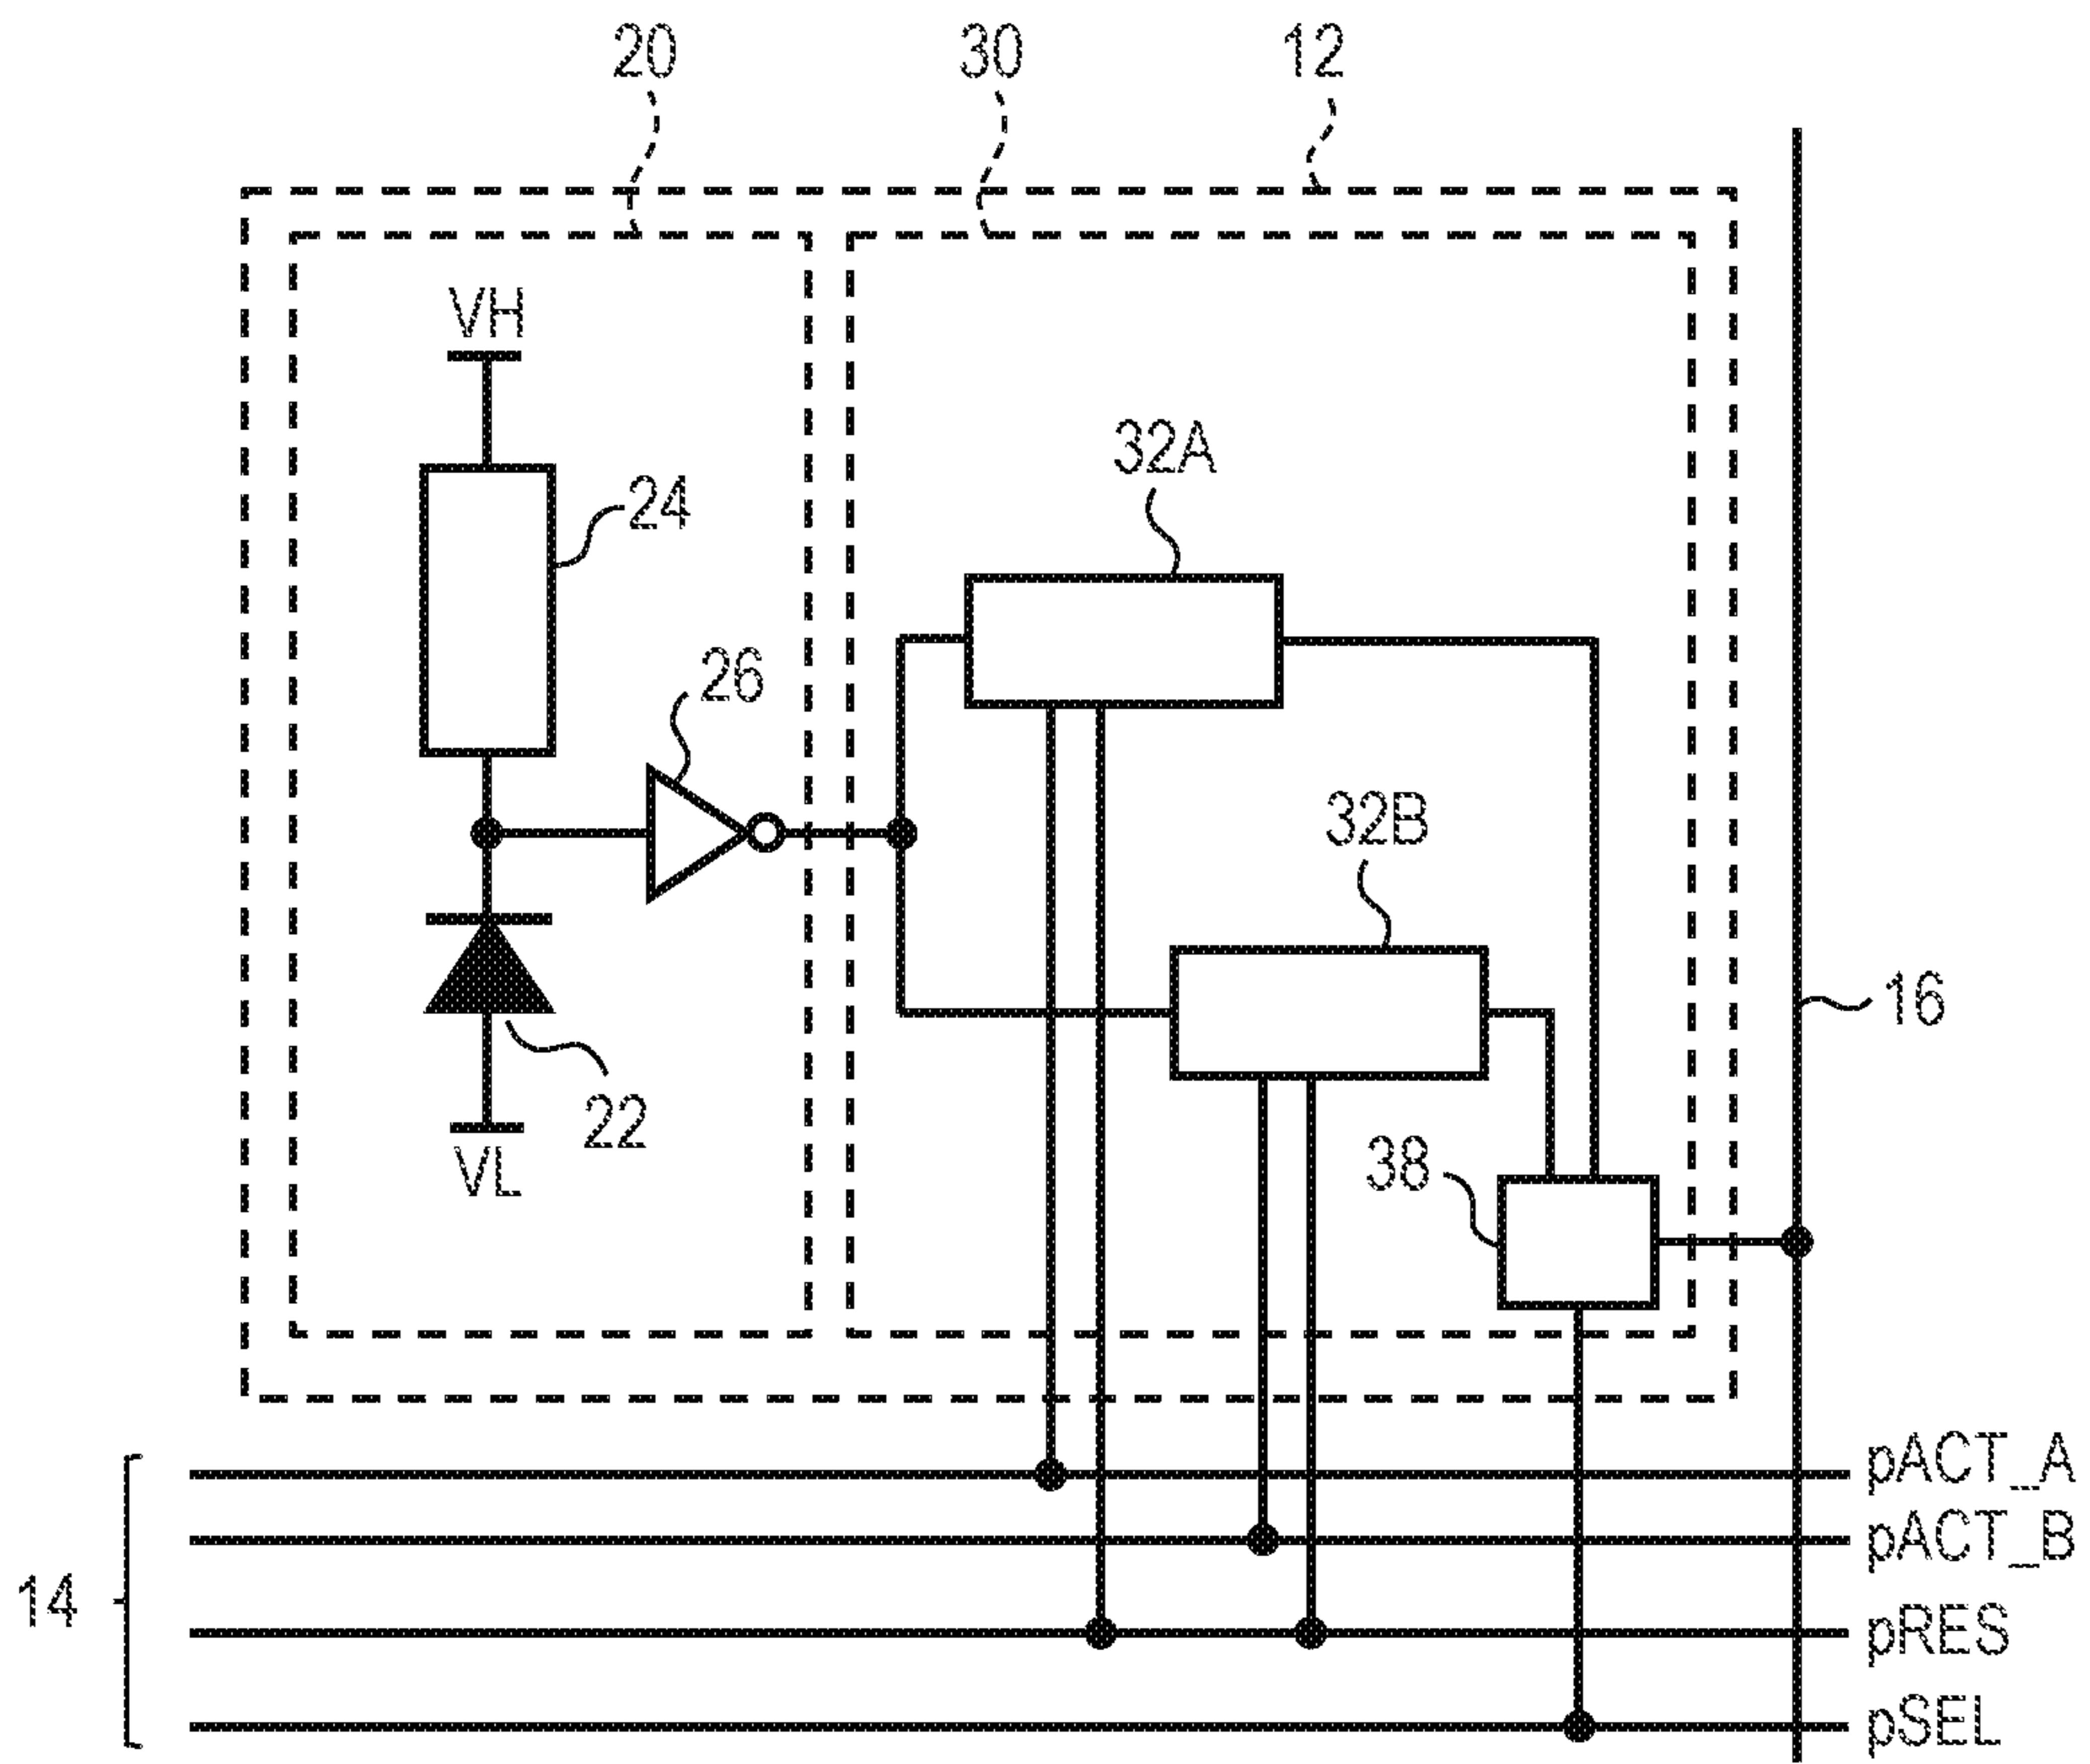 20
30
12
VH
24
32A
26
32B
16
22
VL
38
pACT_A
pACT_B
14
pRES
pSEL